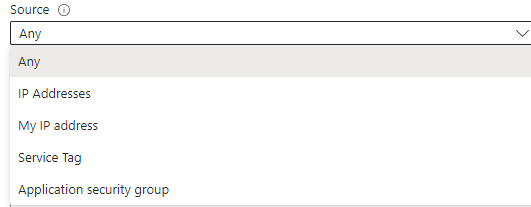 Source
Any
Any
IP Addresses
My IP address
Service Tag
Application security group